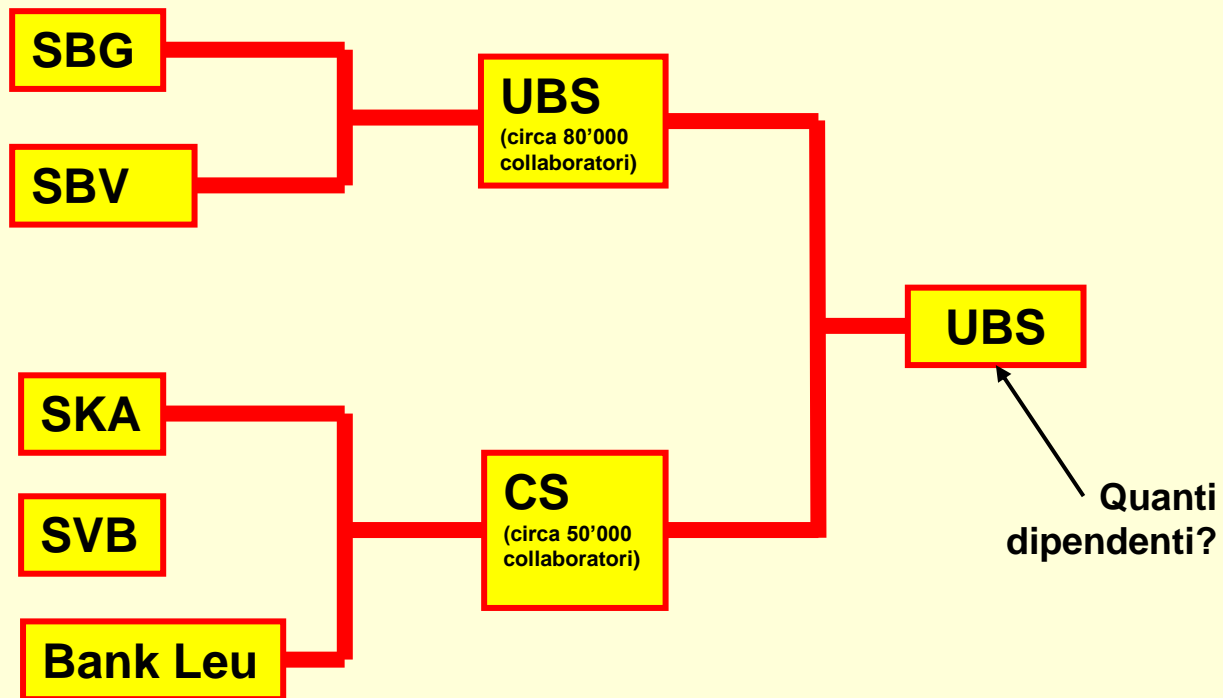 SBG
SBV
UBS
(circa 80’000
collaboratori)
SKA
SVB
Bank Leu
CS
(circa 50’000
collaboratori)
UBS
Quanti
dipendenti?